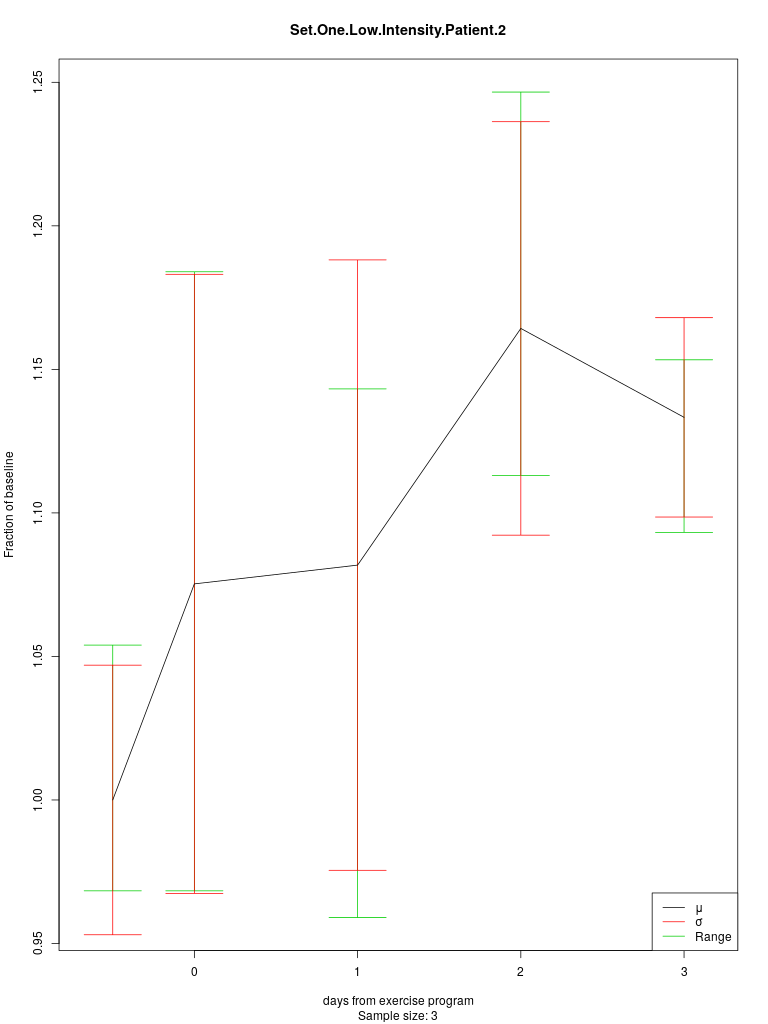 Set.One.Low.Intensity.Patient.2
1.25
1.20
1.15
1.10
1.05
1.00
0.95
Fraction of baseline
0
1
2
3
µ
σ
Range
days from exercise program
Sample size: 3